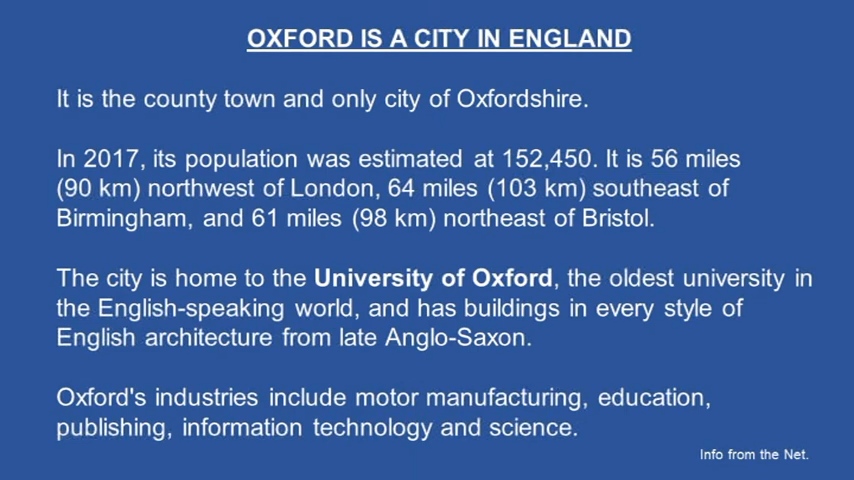 OXFORD IS A CITY IN ENGLAND
It is the county town and only city of Oxfordshire.
In 2017, its population was estimated at 152,450. It is 56 miles
(90 km) northwest of London, 64 miles (103 km) southeast of
Birmingham, and 61 miles (98 km) northeast of Bristol.
The city is home to the University of Oxford, the oldest university in
the English-speaking world, and has buildings in every style of
English architecture from late Anglo-Saxon.
Oxford's industries include motor manufacturing, education,
publishing, information technology and science.
Info from the Net.